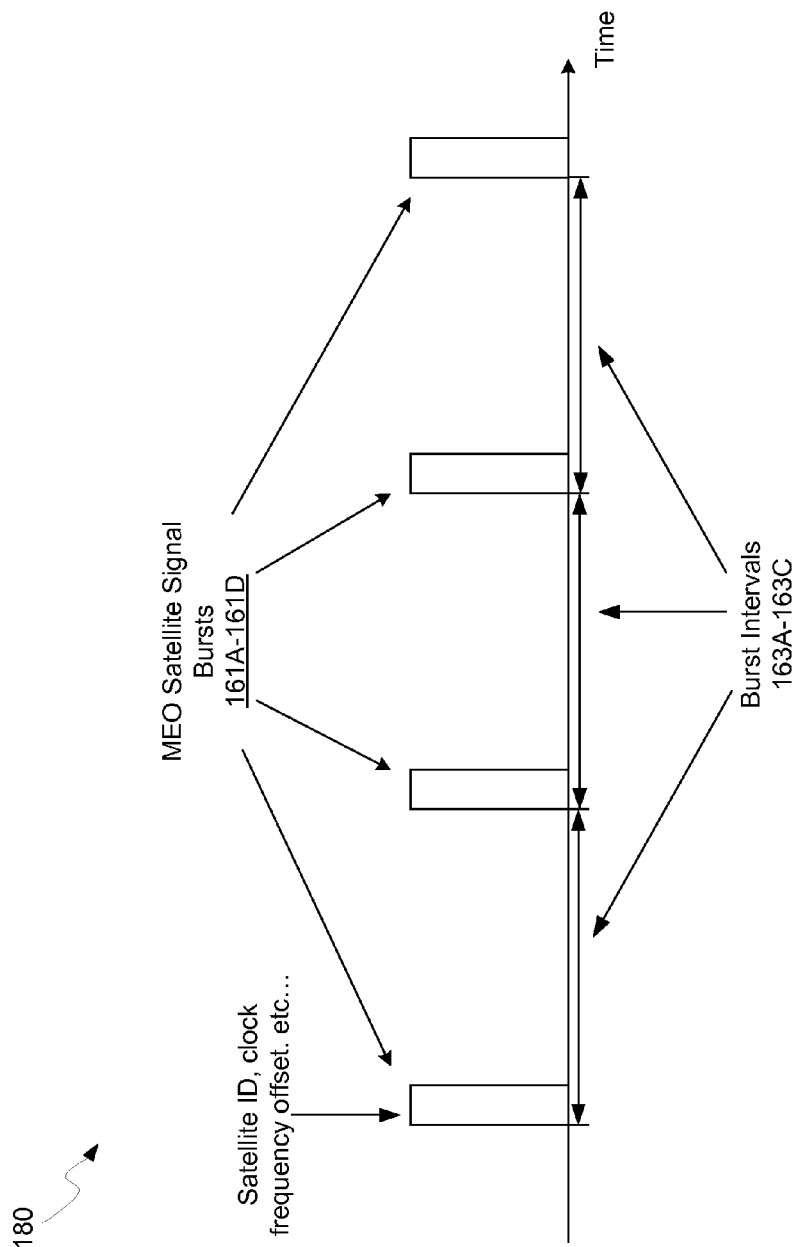 180
MEO Satellite Signal
Bursts
161A-161D
Satellite ID, clock
frequency offset. etc...
Time
Burst Intervals
163A-163C